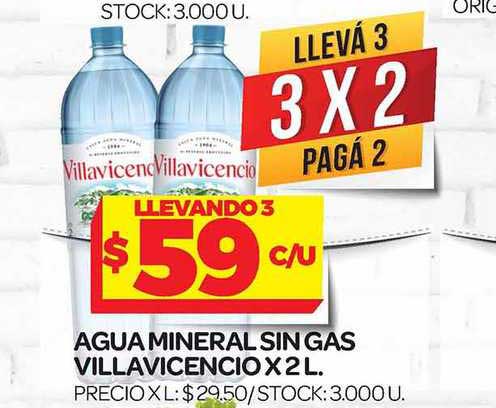 STOCK: 3.000 U.
ORIG
LLEVÁ 3
3 X 2
PAGÁ 2
Villavicencio
Villavicencio
LLEVANDO 3
$59 C/U
AGUA MINERAL SIN GAS
VILLAVICENCIO X 2 L.
PRECIO X L: $29,50/ STOCK: 3.000 U.